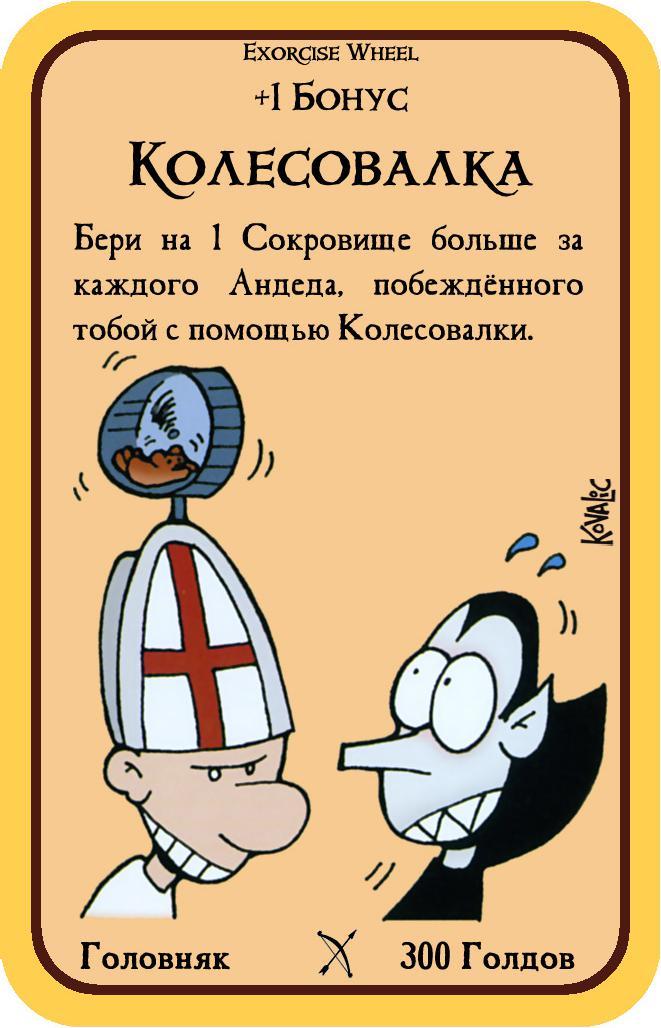 Exorcise Wheel
+1 Бонус
Колесовалка
Бери на 1 Сокровище больше за
каждого Андеда, побеждённого
тобой с помощью Колесовалки.
Kovalic
Головняк 300 Голдов